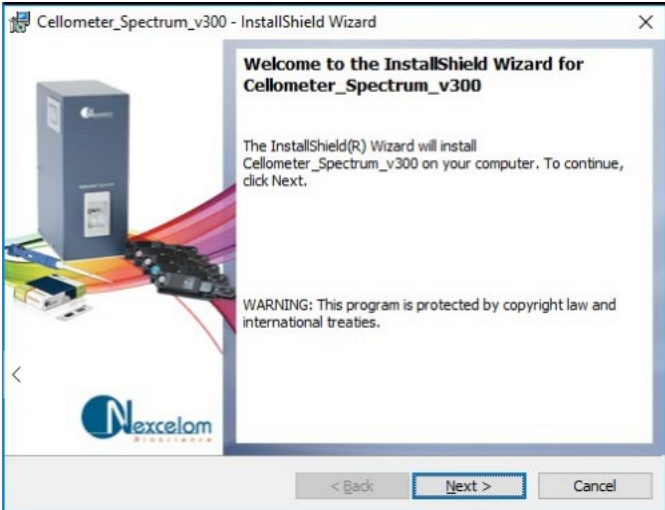 Cellometer_Spectrum_v300 - InstallShield Wizard
Welcome to the InstallShield Wizard for
Cellometer_Spectrum_v300
The InstallShield(R) Wizard will install
Cellometer_Spectrum_v300 on your computer. To continue,
click Next.
WARNING: This program is protected by copyright law and
international treaties.
Nexcelom
Bioscience
< Back
Next >
Cancel